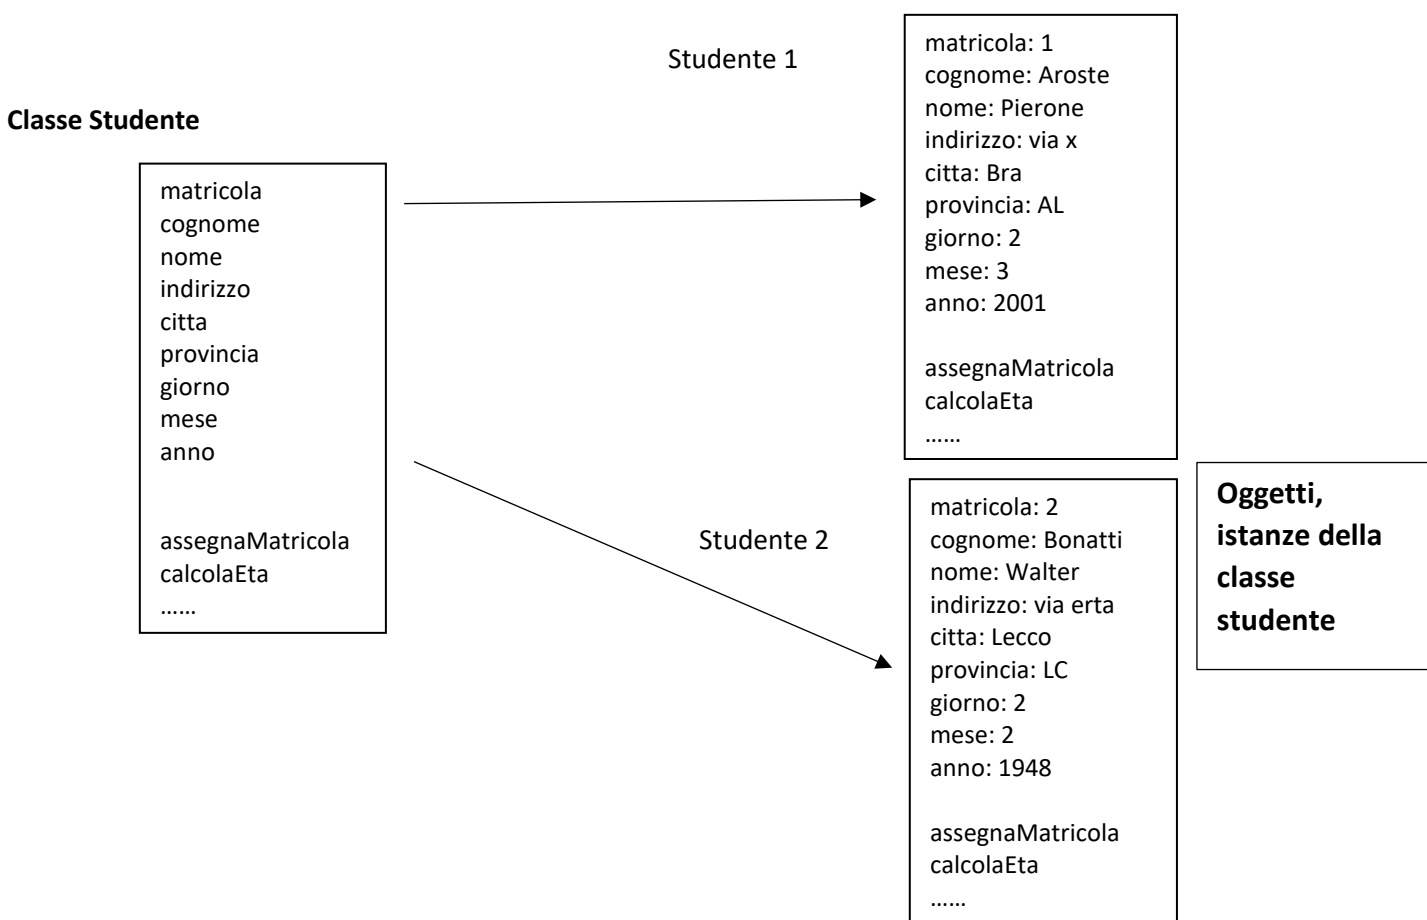 Classe Studente
matricola
cognome
nome
indirizzo
citta
provincia
giorno
mese
anno
assegnaMatricola
calcolaEta
......
Studente 1
matricola: 1
cognome: Aroste
nome: Pierone
indirizzo: via x
citta: Bra
provincia: AL
giorno: 2
mese: 3
anno: 2001
assegnaMatricola
calcolaEta
......
Studente 2
matricola: 2
cognome: Bonatti
nome: Walter
indirizzo: via erta
citta: Lecco
provincia: LC
giorno: 2
mese: 2
anno: 1948
assegnaMatricola
calcolaEta
......
Oggetti,
istanze della
classe
studente